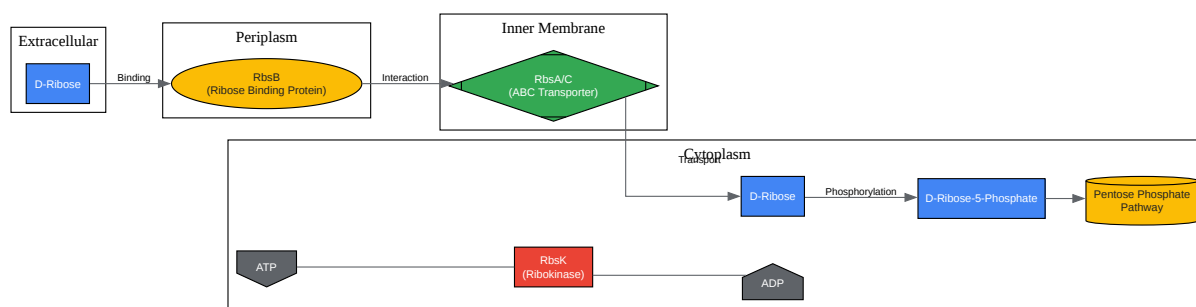 Extracellular
D-Ribose
Binding
Periplasm
RbsB
(Ribose Binding Protein)
Interaction
Inner Membrane
RbsA/C
(ABC Transporter)
Cytoplasm
Transport
D-Ribose
Phosphorylation
D-Ribose-5-Phosphate
Pentose Phosphate
Pathway
ATP
RbsK
(Ribokinase)
ADP